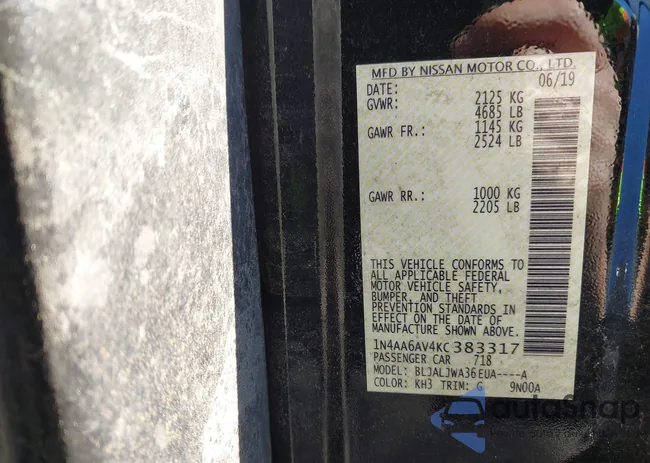 MFD BY NISSAN MOTOR CO., LTD.
DATE: 06/19
GVWR: 2125 KG
4685 LB
GAWR FR.: 1145 KG
2524 LB
GAWR RR.: 1000 KG
2205 LB
THIS VEHICLE CONFORMS TO
ALL APPLICABLE FEDERAL
MOTOR VEHICLE SAFETY,
BUMPER, AND THEFT
PREVENTION STANDARDS IN
EFFECT ON THE DATE OF
MANUFACTURE SHOWN ABOVE.
1N4AA6AV4KC383317
PASSENGER CAR 718
MODEL: BLJALJWA36EUA----A
COLOR: KH3 TRIM: G 9N00A
autoSnap